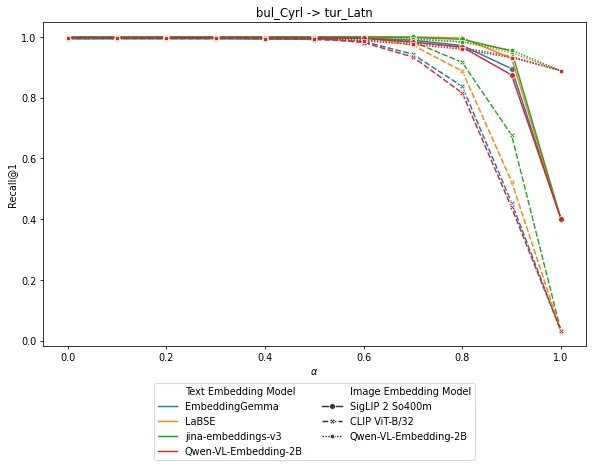 bul_Cyrl -> tur_Latn
Recall@1
1.0
0.8
0.6
0.4
0.2
0.0
0.0 0.2 0.4 0.6 0.8 1.0
α
Text Embedding Model Image Embedding Model
EmbeddingGemma SigLIP 2 So400m
LaBSE CLIP ViT-B/32
jina-embeddings-v3 Qwen-VL-Embedding-2B
Qwen-VL-Embedding-2B